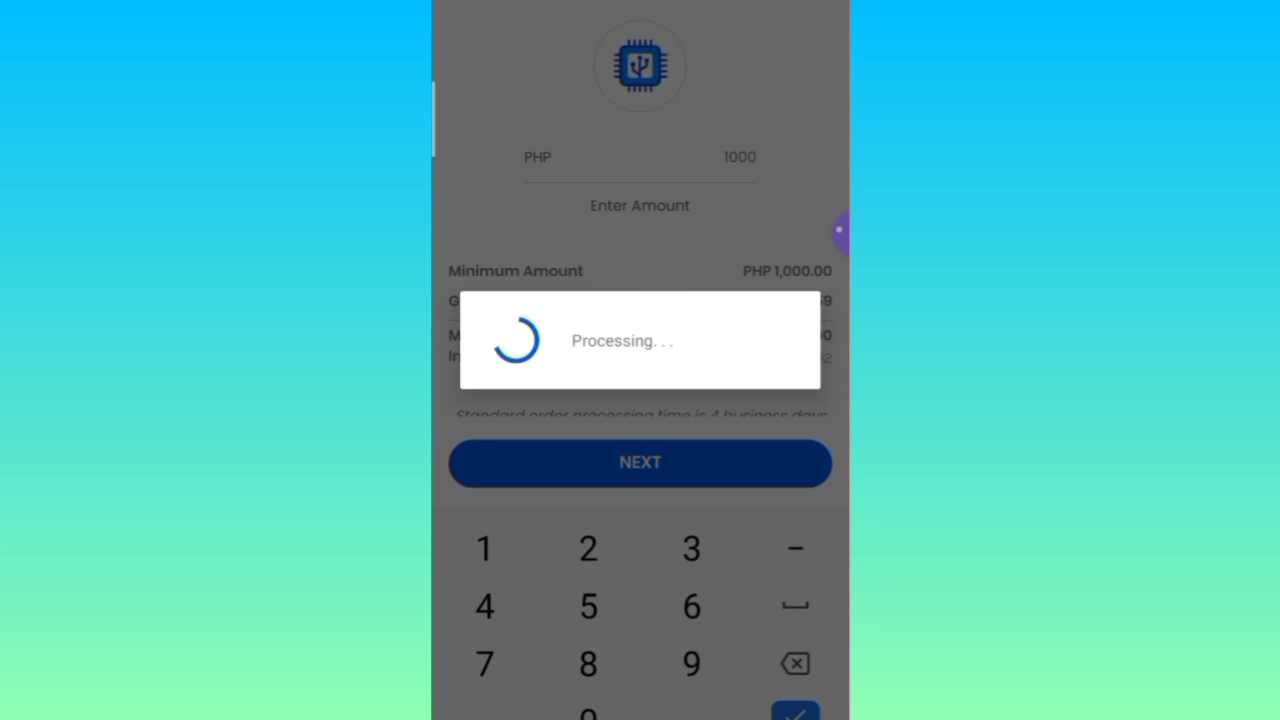 PHP 1000
Enter Amount
Minimum Amount PHP 1,000.00
Processing. . .
Standard order processing time is 4 business days
NEXT
1 2 3 -
4 5 6
7 8 9
0